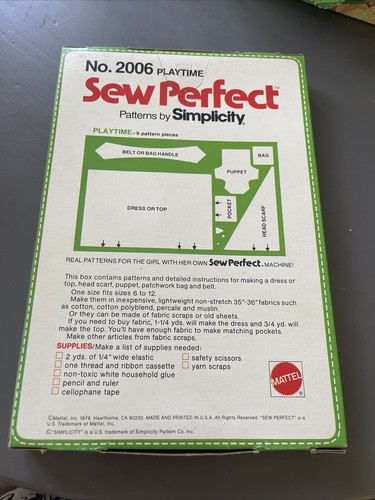 No. 2006 PLAYTIME
Sew Perfect™
Patterns by Simplicity®
PLAYTIME-9 pattern pieces
BELT OR BAG HANDLE
BAG
PUPPET
DRESS OR TOP
POCKET
HEAD SCARF
REAL PATTERNS FOR THE GIRL WITH HER OWN Sew Perfect™ MACHINE!
This box contains patterns and detailed instructions for making a dress or
top, head scarf, puppet, patchwork bag and belt.
One size fits sizes 6 to 12.
Make them in inexpensive, lightweight non-stretch 35"-36" fabrics such
as cotton, cotton polyblend, percale and muslin.
Or they can be made of fabric scraps or old sheets.
If you need to buy fabric, 1-1/4 yds. will make the dress and 3/4 yd. will
make the top. You'll have enough fabric to make matching pockets.
Make other articles from fabric scraps.
SUPPLIES/Make a list of supplies needed:
2 yds. of 1/4" wide elastic
one thread and ribbon cassette
non-toxic white household glue
pencil and ruler
cellophane tape
safety scissors
yarn scraps
MATTEL
®
©Mattel, Inc. 1976. Hawthorne, CA 90250. MADE AND PRINTED IN U.S.A. All Rights Reserved. "SEW PERFECT" is a
U.S. Trademark of Mattel, Inc.
©"SIMPLICITY" is a U.S. trademark of Simplicity Pattern Co. Inc.